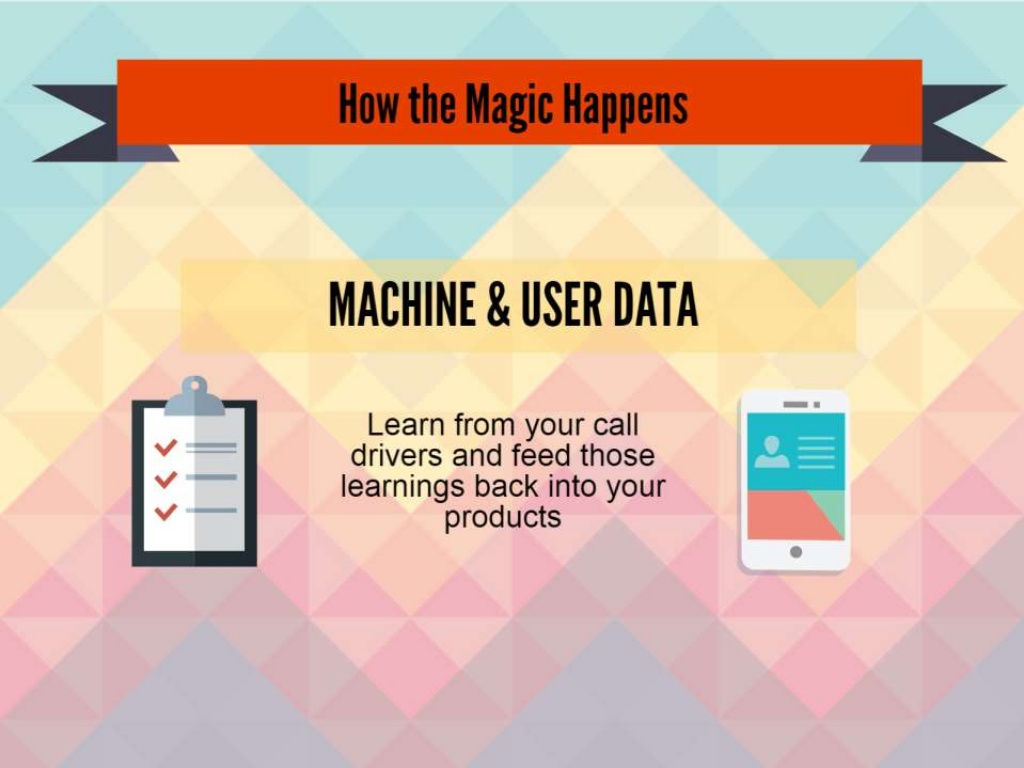 How the Magic Happens
MACHINE & USER DATA
Learn from your call
drivers and feed those
learnings back into your
products